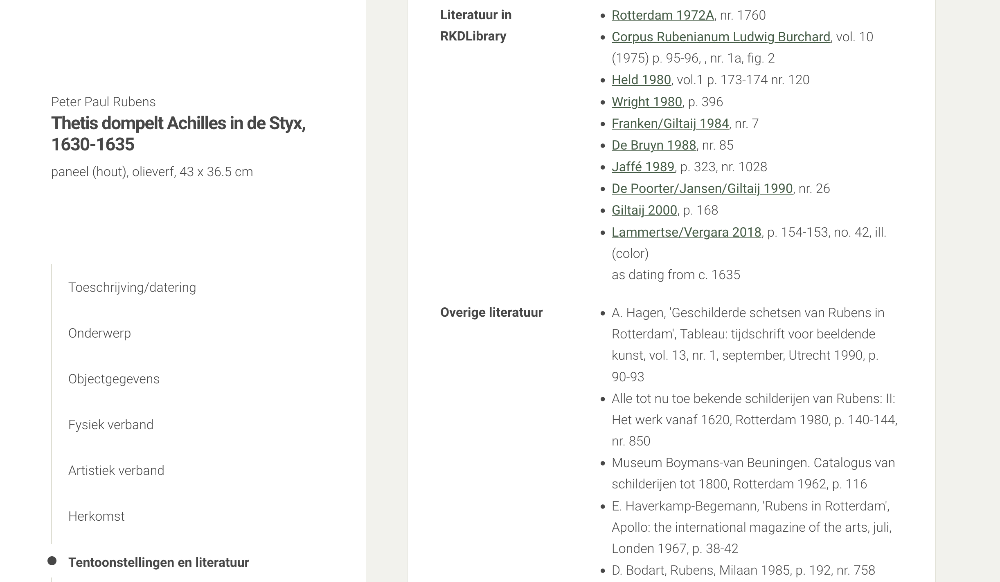 Peter Paul Rubens
Thetis dompelt Achilles in de Styx,
1630-1635
paneel (hout), olieverf, 43 x 36.5 cm
Toeschrijving/datering
Onderwerp
Objectgegevens
Fysiek verband
Artistiek verband
Herkomst
Tentoonstellingen en literatuur
Literatuur in
RKDLibrary
Rotterdam 1972A, nr. 1760
Corpus Rubenianum Ludwig Burchard, vol. 10
(1975) p. 95-96, , nr. 1a, fig. 2
Held 1980, vol.1 p. 173-174 nr. 120
Wright 1980, p. 396
Franken/Giltaij 1984, nr. 7
De Bruyn 1988, nr. 85
Jaffé 1989, p. 323, nr. 1028
De Poorter/Jansen/Giltaij 1990, nr. 26
Giltaij 2000, p. 168
Lammertse/Vergara 2018, p. 154-153, no. 42, ill.
(color)
as dating from c. 1635
Overige literatuur
A. Hagen, 'Geschilderde schetsen van Rubens in
Rotterdam', Tableau: tijdschrift voor beeldende
kunst, vol. 13, nr. 1, september, Utrecht 1990, p.
90-93
Alle tot nu toe bekende schilderijen van Rubens: II:
Het werk vanaf 1620, Rotterdam 1980, p. 140-144,
nr. 850
Museum Boymans-van Beuningen. Catalogus van
schilderijen tot 1800, Rotterdam 1962, p. 116
E. Haverkamp-Begemann, 'Rubens in Rotterdam',
Apollo: the international magazine of the arts, juli,
Londen 1967, p. 38-42
D. Bodart, Rubens, Milaan 1985, p. 192, nr. 758